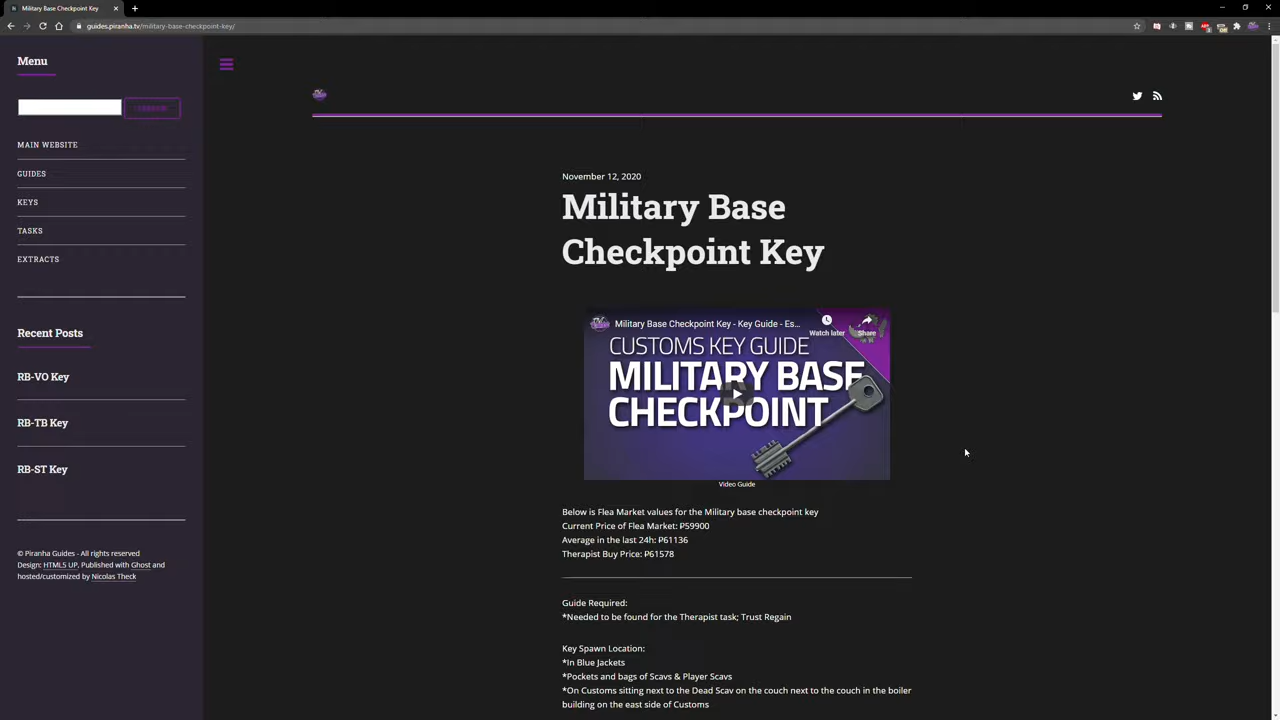 Military Base Checkpoint Key
guides.piranha.tv/military-base-checkpoint-key/
Menu
MAIN WEBSITE
GUIDES
KEYS
TASKS
EXTRACTS
Recent Posts
RB-VO Key
RB-TB Key
RB-ST Key
© Piranha Guides - All rights reserved
Design: HTML5 UP, Published with Ghost and
hosted/customized by Nicolas Theck
November 12, 2020
Military Base
Checkpoint Key
Military Base Checkpoint Key - Key Guide - Es...
Watch later
Share
CUSTOMS KEY GUIDE
MILITARY BASE
CHECKPOINT
Video Guide
Below is Flea Market values for the Military base checkpoint key
Current Price of Flea Market: ₽59900
Average in the last 24h: ₽61136
Therapist Buy Price: ₽61578
Guide Required:
*Needed to be found for the Therapist task; Trust Regain
Key Spawn Location:
*In Blue Jackets
*Pockets and bags of Scavs & Player Scavs
*On Customs sitting next to the Dead Scav on the couch next to the couch in the boiler
building on the east side of Customs